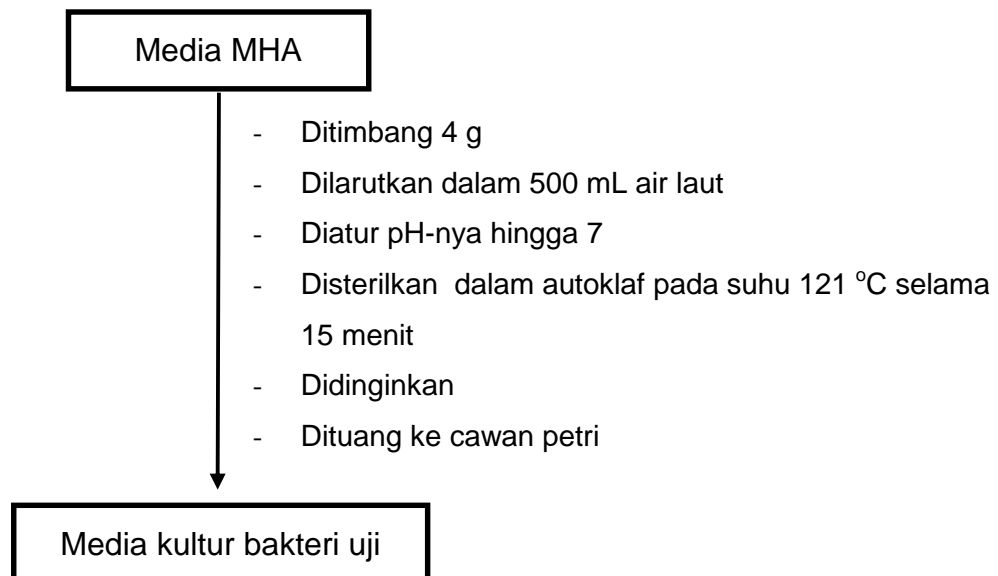 Media MHA
- Ditimbang 4 g
- Dilarutkan dalam 500 mL air laut
- Diatur pH-nya hingga 7
- Disterilkan dalam autoklaf pada suhu 121 °C selama
15 menit
- Didinginkan
- Dituang ke cawan petri
Media kultur bakteri uji